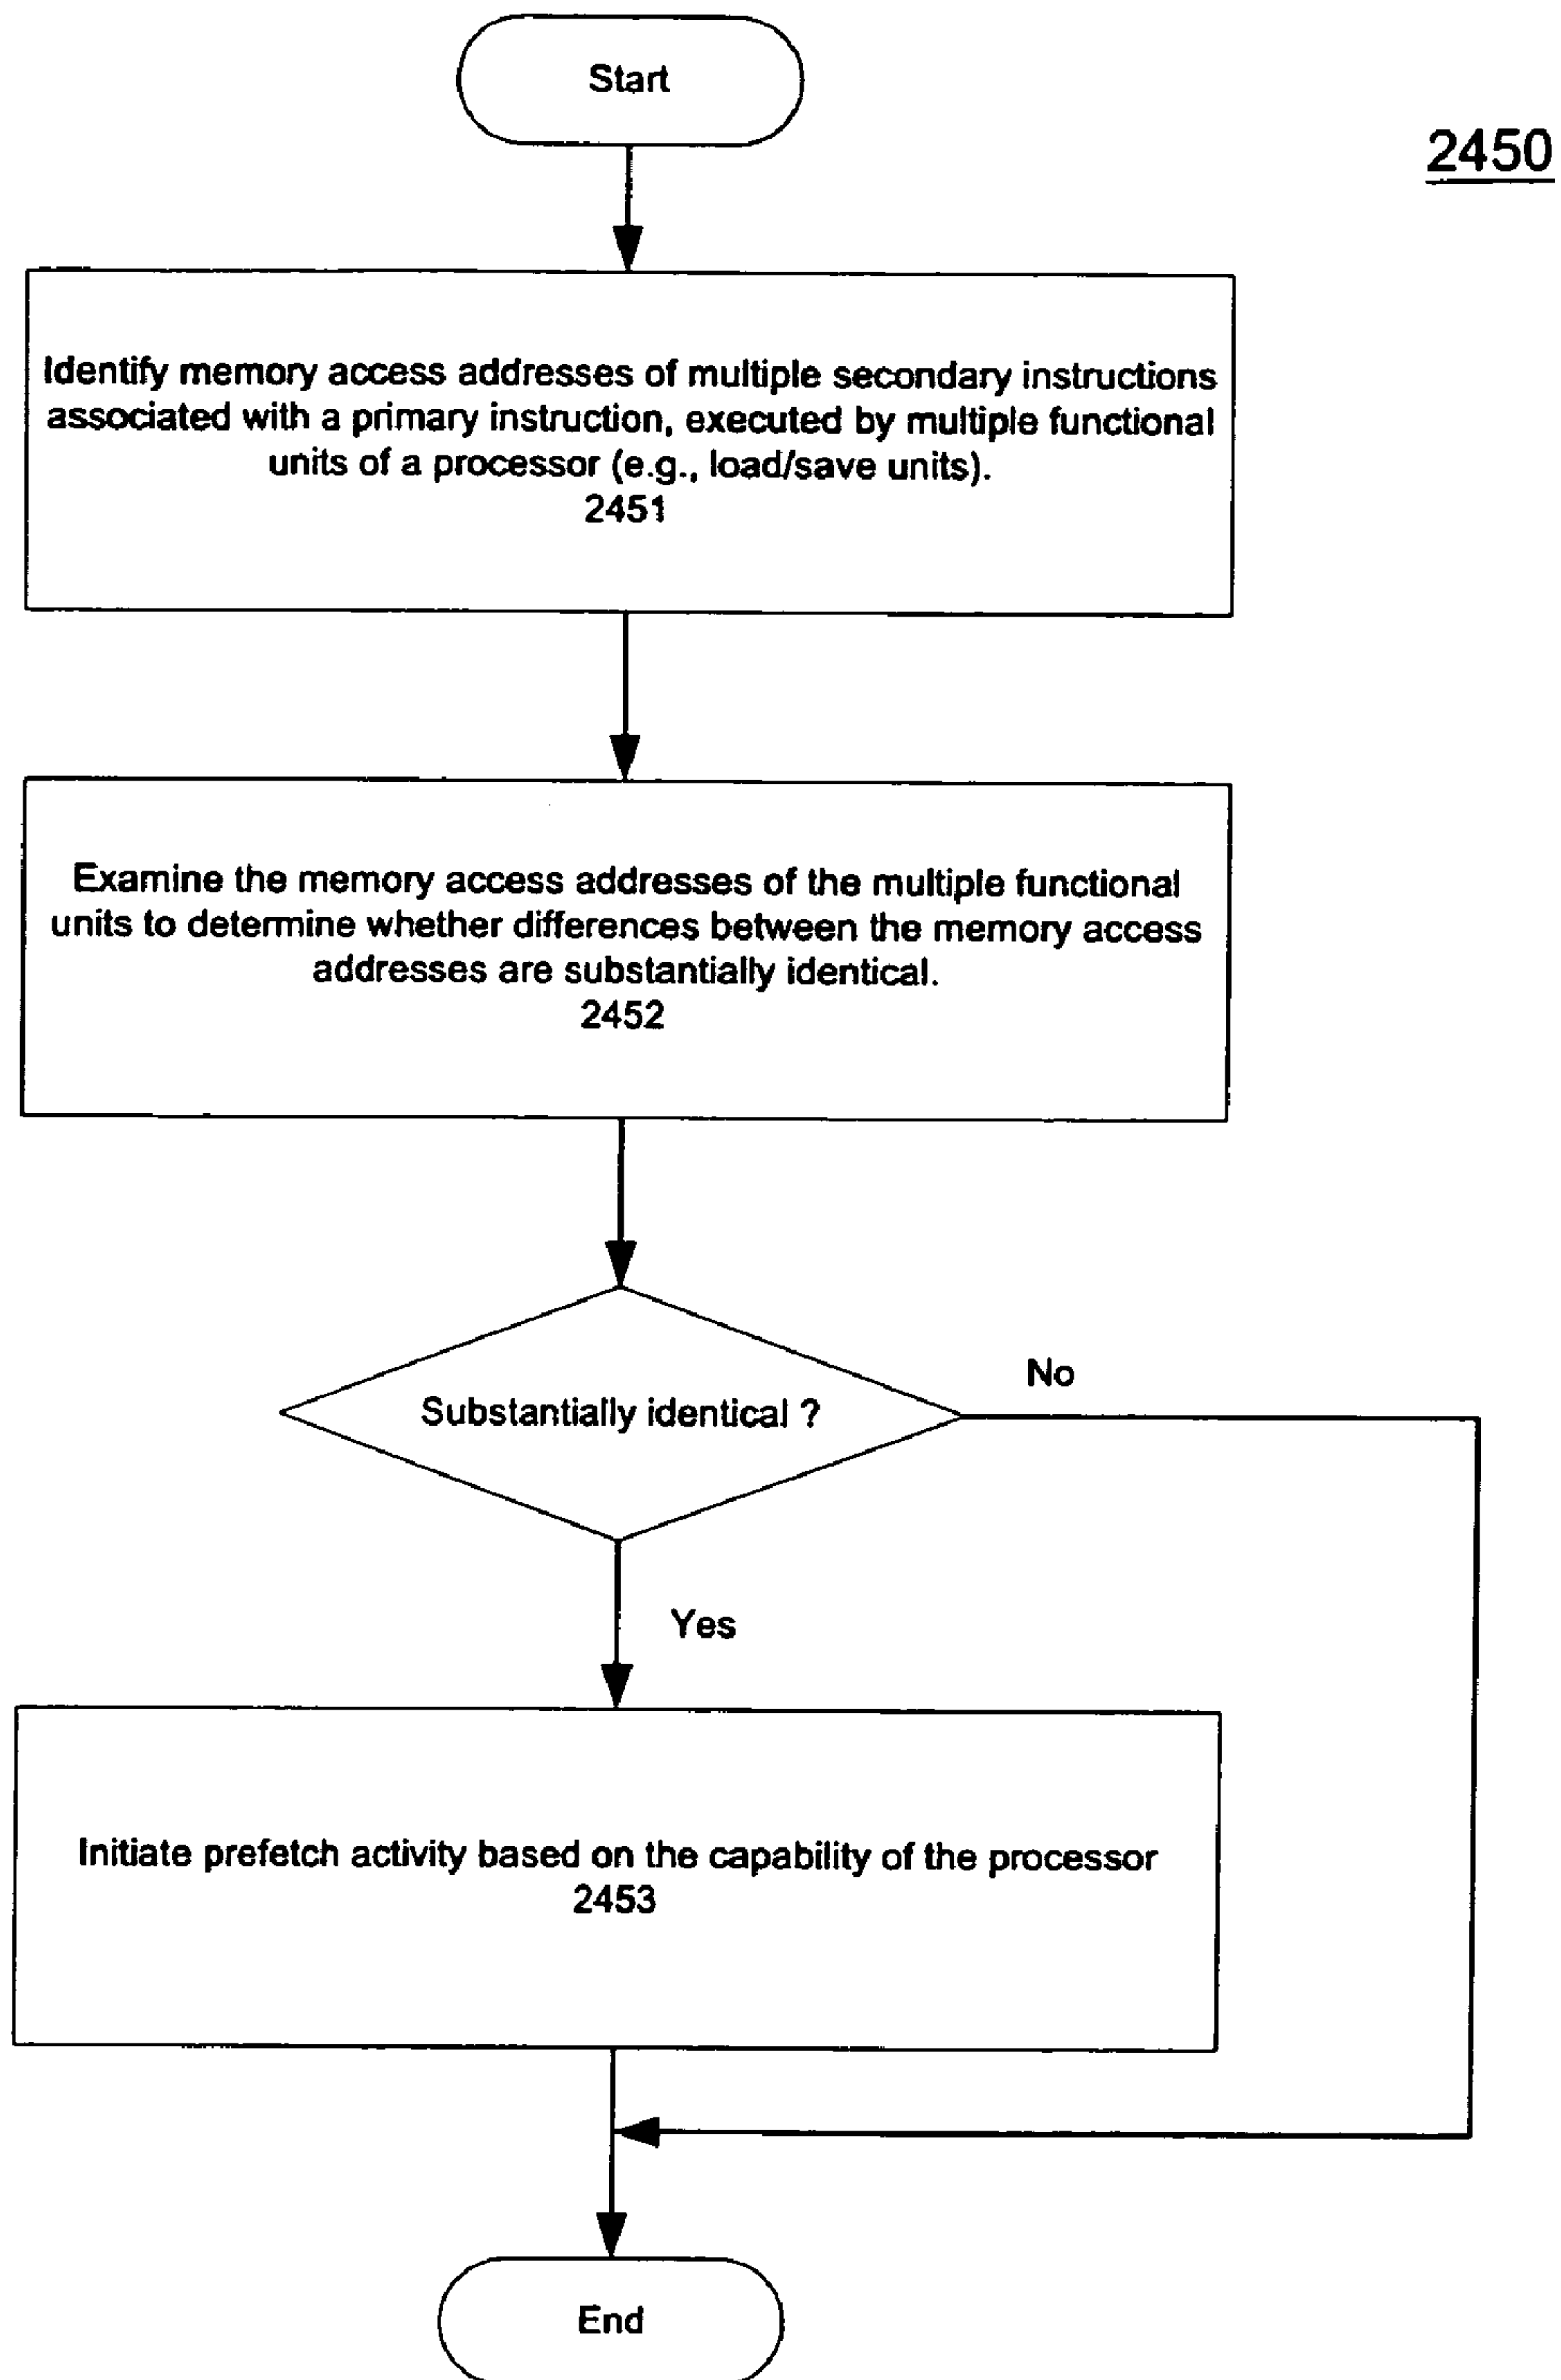 Start
2450
Identify memory access addresses of multiple secondary instructions
associated with a primary instruction, executed by multiple functional
units of a processor (e.g., load/save units).
2451
Examine the memory access addresses of the multiple functional
units to determine whether differences between the memory access
addresses are substantially identical.
2452
Substantially identical ?
No
Yes
Initiate prefetch activity based on the capability of the processor
2453
End